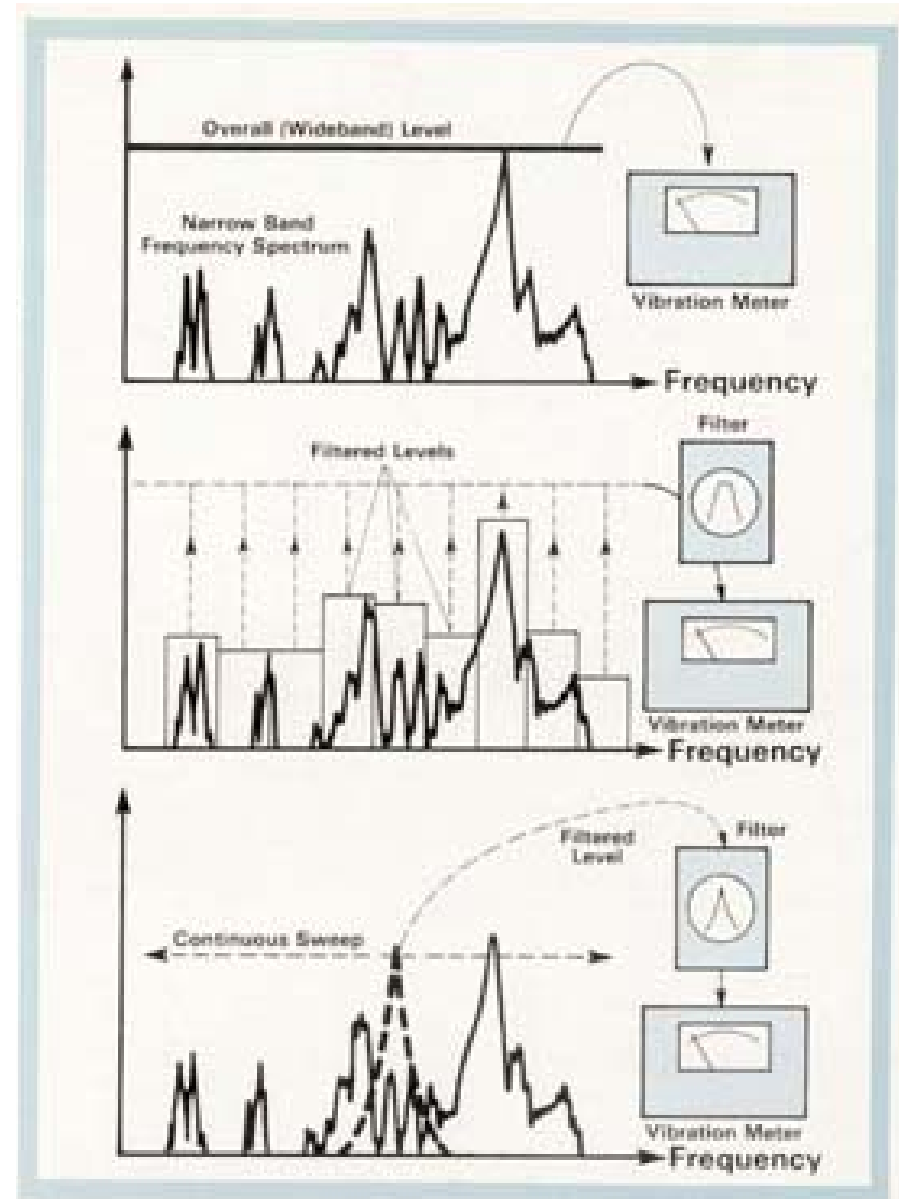 Overall (Wideband) Level
Narrow Band
Frequency Spectrum
Vibration Meter
Frequency
Filter
Filtered Levels
Vibration Meter
Frequency
Filtered
Level
Filter
Continuous Sweep
Vibration Meter
Frequency